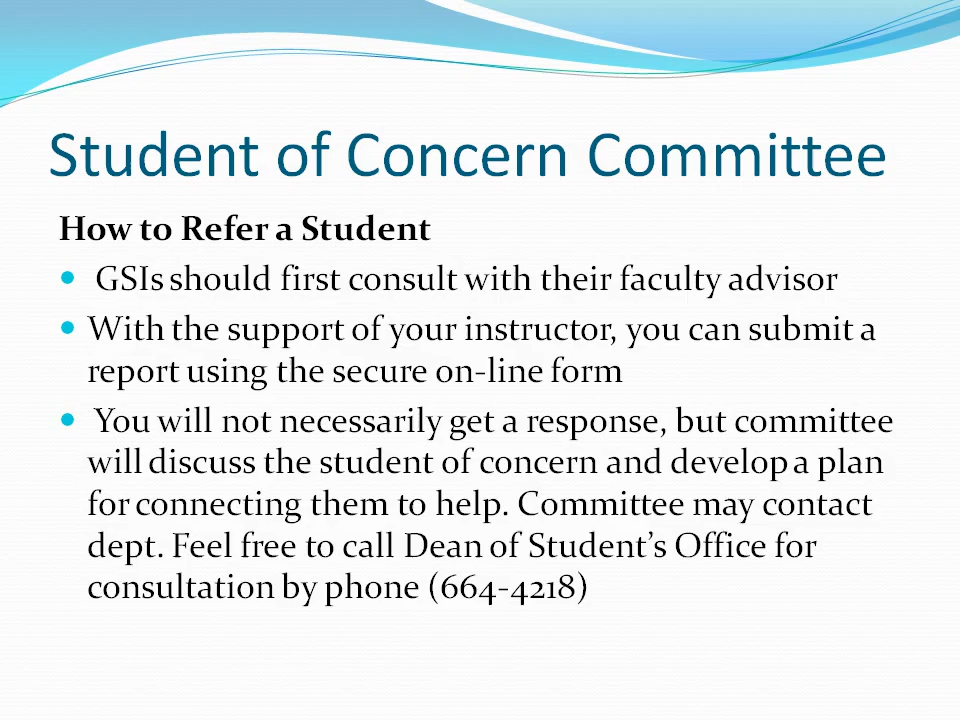 Student of Concern Committee
How to Refer a Student
• GSIs should first consult with their faculty advisor
• With the support of your instructor, you can submit a
report using the secure on-line form
• You will not necessarily get a response, but committee
will discuss the student of concern and develop a plan
for connecting them to help. Committee may contact
dept. Feel free to call Dean of Student’s Office for
consultation by phone (664-4218)